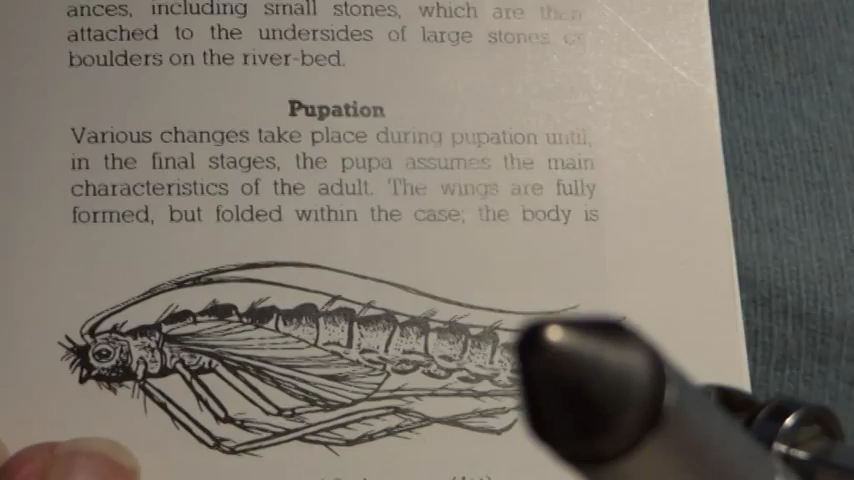 ances, including small stones, which are then
attached to the undersides of large stones or
boulders on the river-bed.
Pupation
Various changes take place during pupation until,
in the final stages, the pupa assumes the main
characteristics of the adult. The wings are fully
formed, but folded within the case; the body is